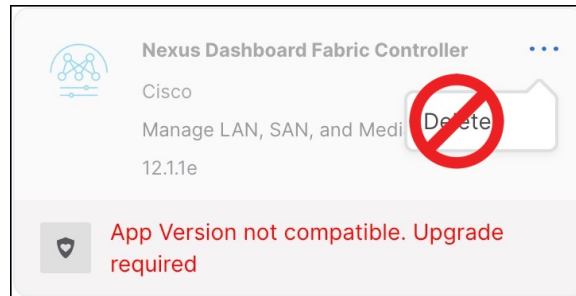 Nexus Dashboard Fabric Controller
Cisco
Manage LAN, SAN, and Medi
Delete
12.1.1e
App Version not compatible. Upgrade
required